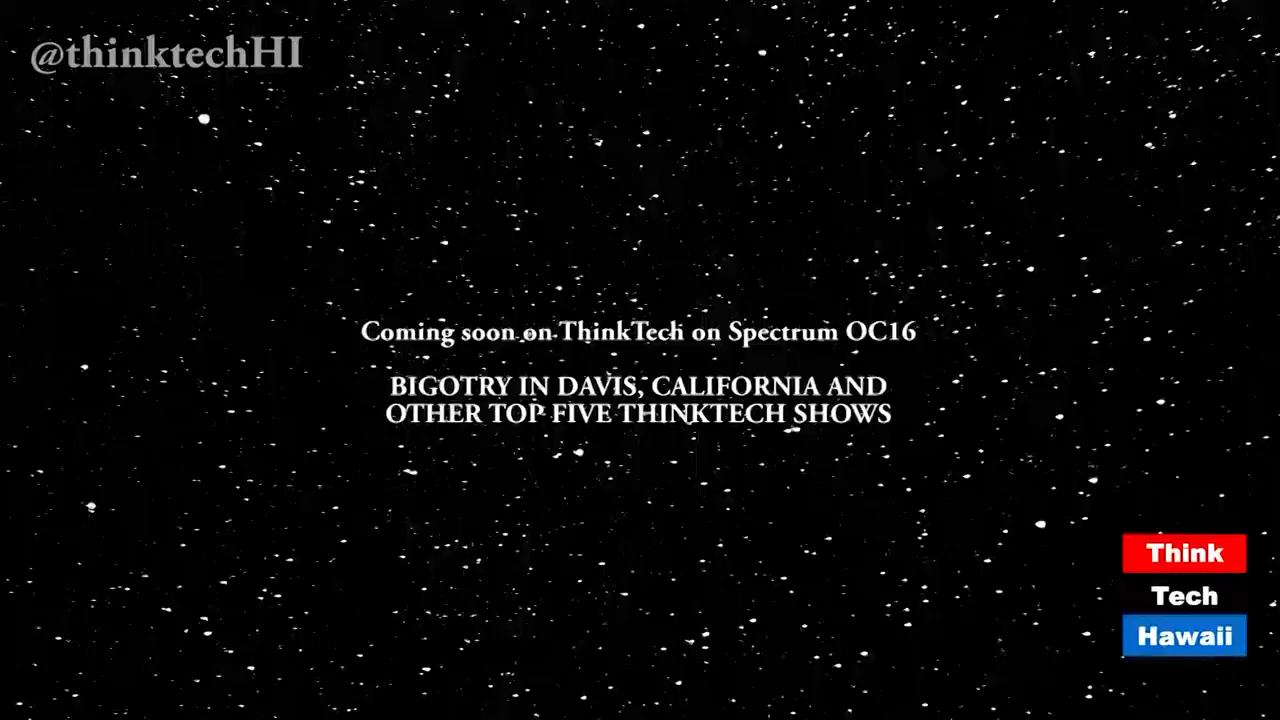 @thinktechHI
Coming soon on ThinkTech on Spectrum OC16
BIGOTRY IN DAVIS, CALIFORNIA AND
OTHER TOP FIVE THINKTECH SHOWS
Think
Tech
Hawaii